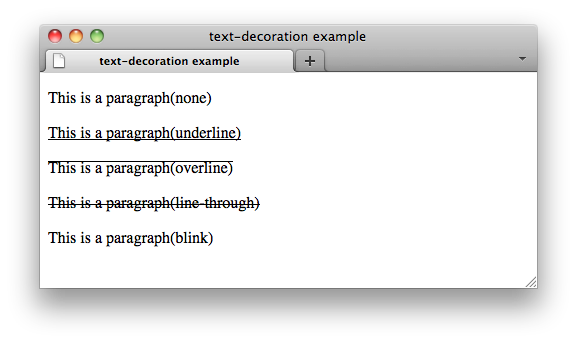 text-decoration example
text-decoration example
This is a paragraph(none)
This is a paragraph(underline)
This is a paragraph(overline)
This is a paragraph(line-through)
This is a paragraph(blink)